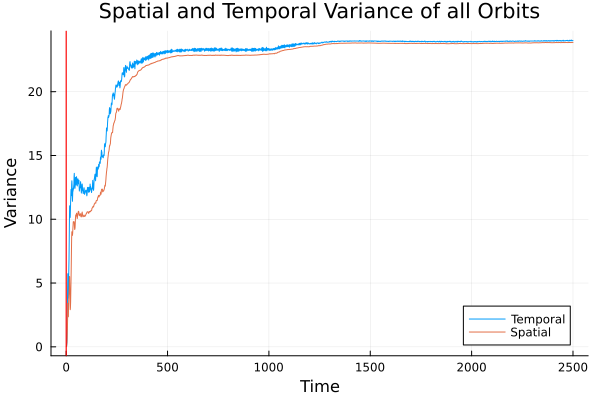 Spatial and Temporal Variance of all Orbits
Variance
20
15
10
5
0
Temporal
Spatial
0 500 1000 1500 2000 2500
Time